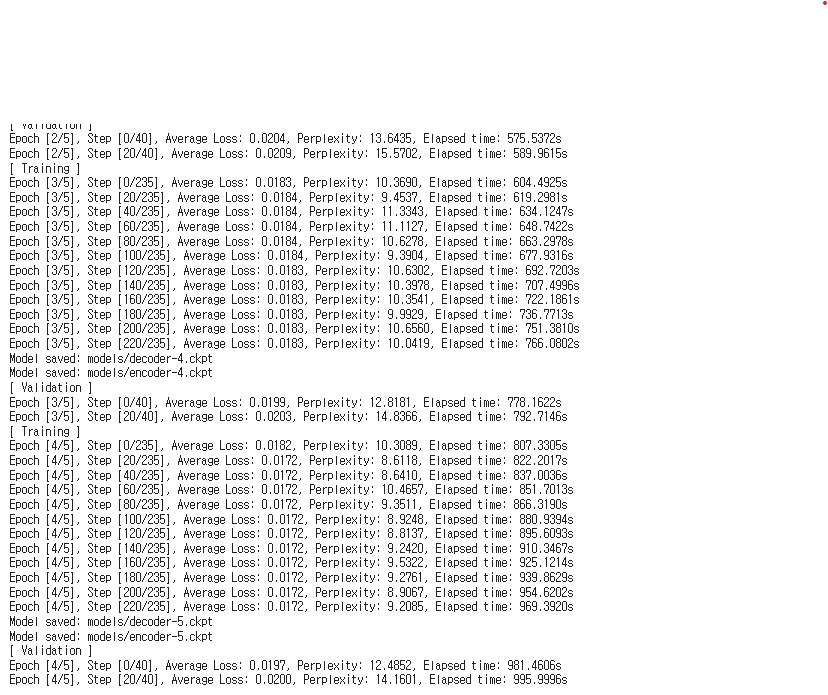 [ Validation ]
Epoch [2/5], Step [0/40], Average Loss: 0.0204, Perplexity: 13.6435, Elapsed time: 575.5372s
Epoch [2/5], Step [20/40], Average Loss: 0.0209, Perplexity: 15.5702, Elapsed time: 589.9615s
[ Training ]
Epoch [3/5], Step [0/235], Average Loss: 0.0183, Perplexity: 10.3690, Elapsed time: 604.4925s
Epoch [3/5], Step [20/235], Average Loss: 0.0184, Perplexity: 9.4537, Elapsed time: 619.2981s
Epoch [3/5], Step [40/235], Average Loss: 0.0184, Perplexity: 11.3343, Elapsed time: 634.1247s
Epoch [3/5], Step [60/235], Average Loss: 0.0184, Perplexity: 11.1127, Elapsed time: 648.7422s
Epoch [3/5], Step [80/235], Average Loss: 0.0184, Perplexity: 10.6278, Elapsed time: 663.2978s
Epoch [3/5], Step [100/235], Average Loss: 0.0184, Perplexity: 9.3904, Elapsed time: 677.9316s
Epoch [3/5], Step [120/235], Average Loss: 0.0183, Perplexity: 10.6302, Elapsed time: 692.7203s
Epoch [3/5], Step [140/235], Average Loss: 0.0183, Perplexity: 10.3978, Elapsed time: 707.4996s
Epoch [3/5], Step [160/235], Average Loss: 0.0183, Perplexity: 10.3541, Elapsed time: 722.1861s
Epoch [3/5], Step [180/235], Average Loss: 0.0183, Perplexity: 9.9929, Elapsed time: 736.7713s
Epoch [3/5], Step [200/235], Average Loss: 0.0183, Perplexity: 10.6560, Elapsed time: 751.3810s
Epoch [3/5], Step [220/235], Average Loss: 0.0183, Perplexity: 10.0419, Elapsed time: 766.0802s
Model saved: models/decoder-4.ckpt
Model saved: models/encoder-4.ckpt
[ Validation ]
Epoch [3/5], Step [0/40], Average Loss: 0.0199, Perplexity: 12.8181, Elapsed time: 778.1622s
Epoch [3/5], Step [20/40], Average Loss: 0.0203, Perplexity: 14.8366, Elapsed time: 792.7146s
[ Training ]
Epoch [4/5], Step [0/235], Average Loss: 0.0182, Perplexity: 10.3089, Elapsed time: 807.3305s
Epoch [4/5], Step [20/235], Average Loss: 0.0172, Perplexity: 8.6118, Elapsed time: 822.2017s
Epoch [4/5], Step [40/235], Average Loss: 0.0172, Perplexity: 8.6410, Elapsed time: 837.0036s
Epoch [4/5], Step [60/235], Average Loss: 0.0172, Perplexity: 10.4657, Elapsed time: 851.7013s
Epoch [4/5], Step [80/235], Average Loss: 0.0172, Perplexity: 9.3511, Elapsed time: 866.3190s
Epoch [4/5], Step [100/235], Average Loss: 0.0172, Perplexity: 8.9248, Elapsed time: 880.9394s
Epoch [4/5], Step [120/235], Average Loss: 0.0172, Perplexity: 8.8137, Elapsed time: 895.6093s
Epoch [4/5], Step [140/235], Average Loss: 0.0172, Perplexity: 9.2420, Elapsed time: 910.3467s
Epoch [4/5], Step [160/235], Average Loss: 0.0172, Perplexity: 9.5322, Elapsed time: 925.1214s
Epoch [4/5], Step [180/235], Average Loss: 0.0172, Perplexity: 9.2761, Elapsed time: 939.8629s
Epoch [4/5], Step [200/235], Average Loss: 0.0172, Perplexity: 8.9067, Elapsed time: 954.6202s
Epoch [4/5], Step [220/235], Average Loss: 0.0172, Perplexity: 9.2085, Elapsed time: 969.3920s
Model saved: models/decoder-5.ckpt
Model saved: models/encoder-5.ckpt
[ Validation ]
Epoch [4/5], Step [0/40], Average Loss: 0.0197, Perplexity: 12.4852, Elapsed time: 981.4606s
Epoch [4/5], Step [20/40], Average Loss: 0.0200, Perplexity: 14.1601, Elapsed time: 995.9996s